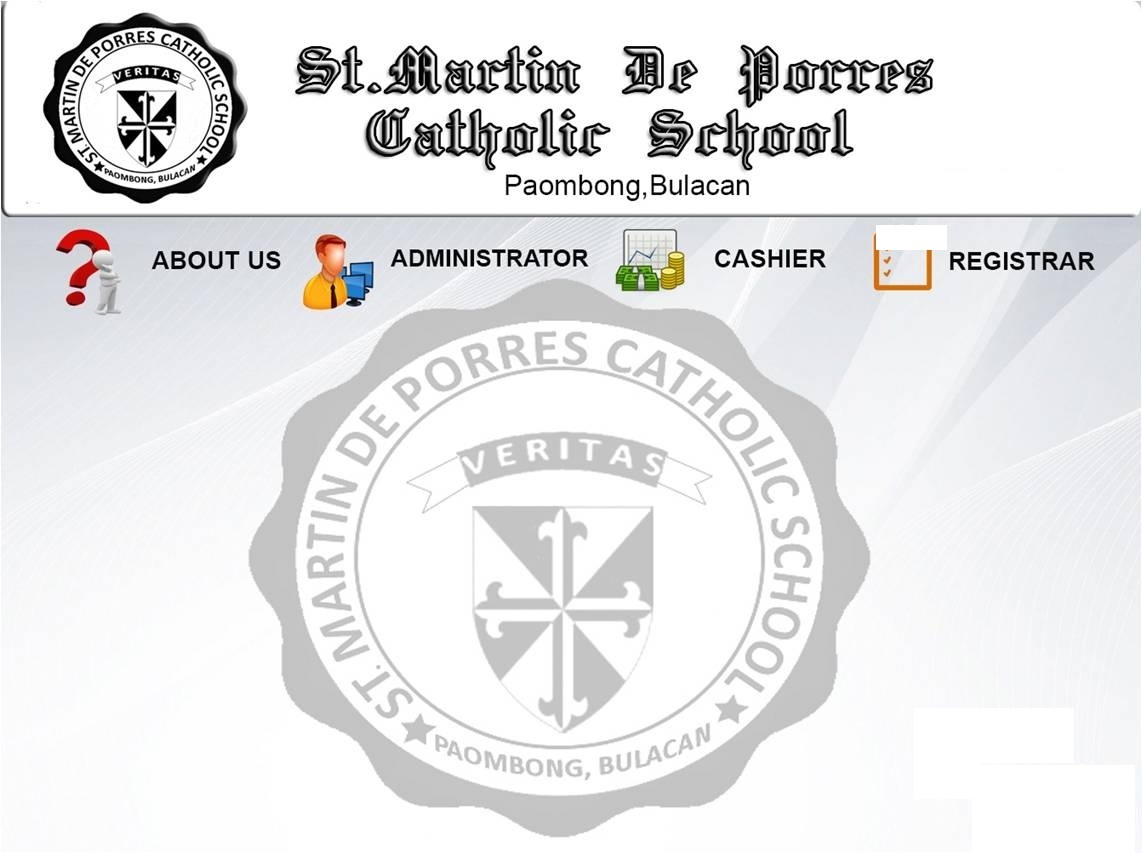 ST. MARTIN DE PORRES CATHOLIC SCHOOL
VERITAS
PAOMBONG, BULACAN
St.Martin De Porres
Catholic School
Paombong,Bulacan
ABOUT US
ADMINISTRATOR
CASHIER
REGISTRAR
ST. MARTIN DE PORRES CATHOLIC SCHOOL
VERITAS
PAOMBONG, BULACAN